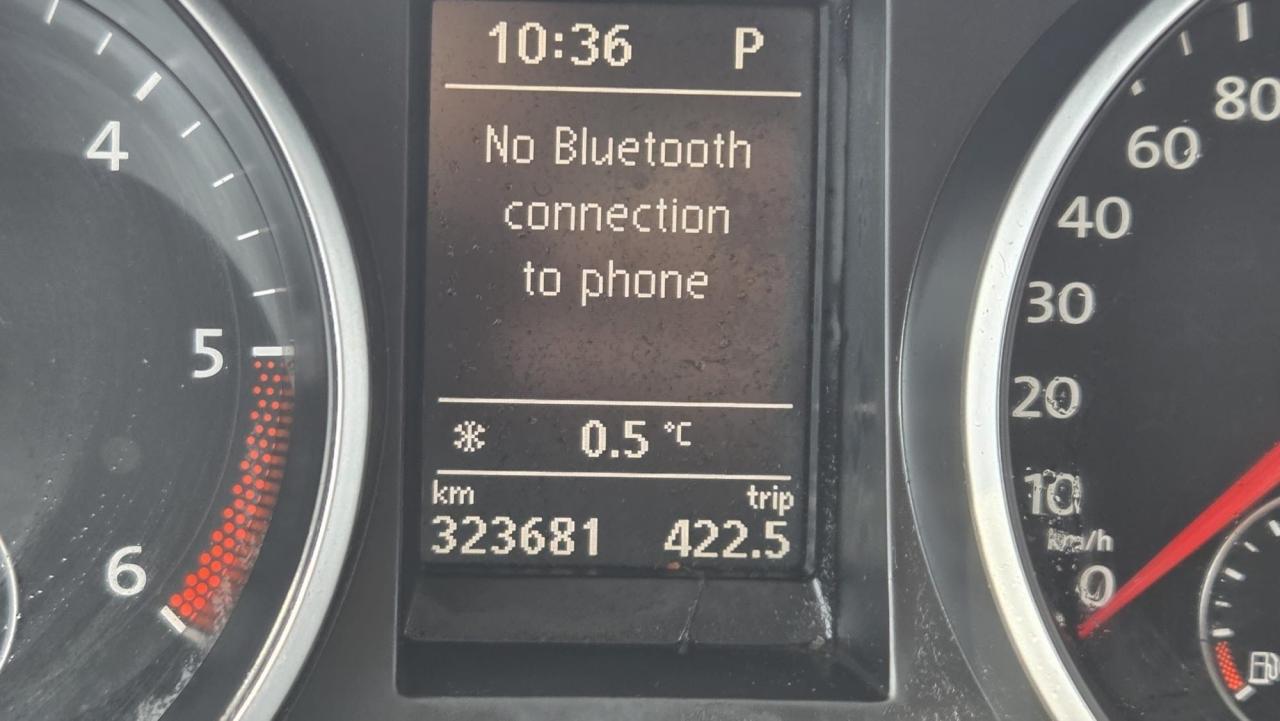 10:36 P
No Bluetooth
connection
to phone
0.5 °C
km trip
323681 422.5
4
5
6
80
60
40
30
20
10
km/h
0